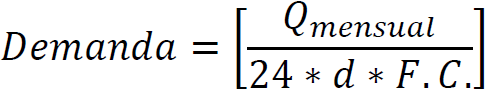 Demanda = [Q_mensual / (24 * d * F.C.)]